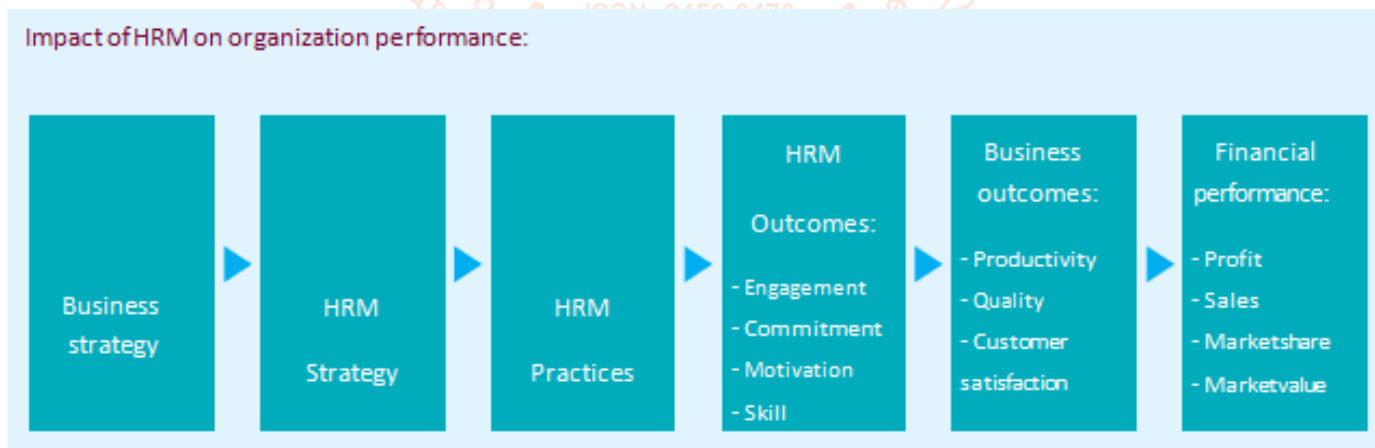 Impact of HRM on organization performance:
Business
strategy
HRM
Strategy
HRM
Practices
HRM
Outcomes:
- Engagement
- Commitment
- Motivation
- Skill
Business
outcomes:
- Productivity
- Quality
- Customer
satisfaction
Financial
performance:
- Profit
- Sales
- Marketshare
- Marketvalue